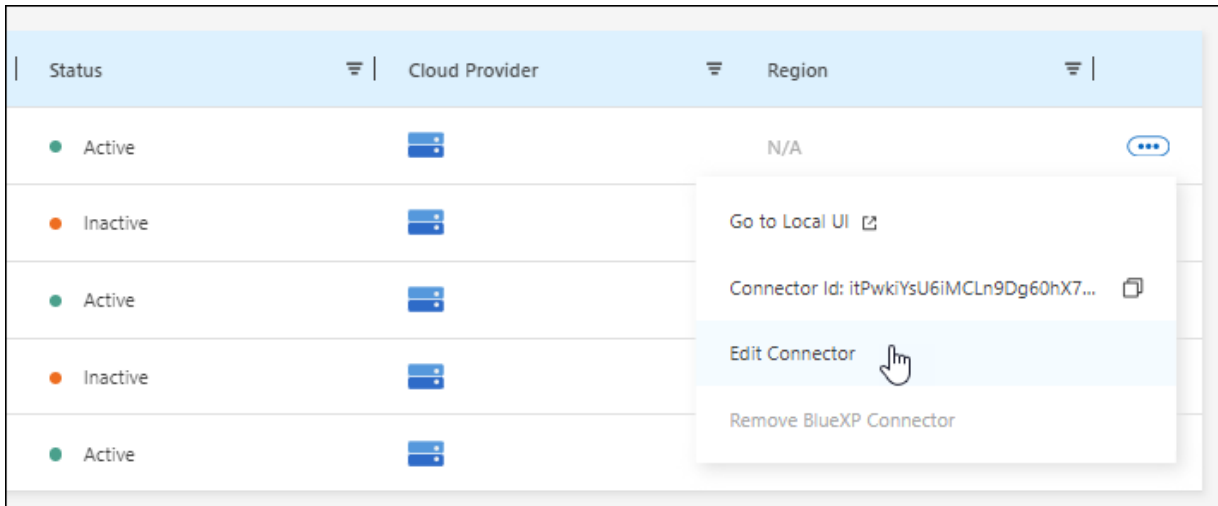 Status Cloud Provider Region
Active N/A
Go to Local UI
Inactive
Connector Id: itPwkiYsU6iMCLn9Dg60hX7...
Active
Edit Connector
Inactive
Remove BlueXP Connector
Active